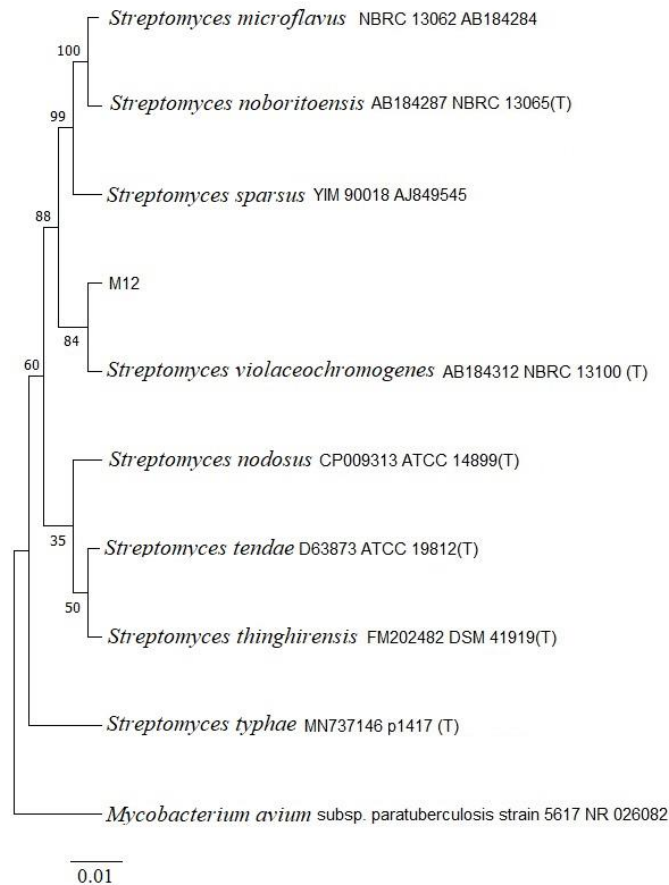 Streptomyces microflavus NBRC 13062 AB184284
100
Streptomyces noboritoensis AB184287 NBRC 13065(T)
99
Streptomyces sparsus YIM 90018 AJ849545
88
M12
84
Streptomyces violaceochromogenes AB184312 NBRC 13100 (T)
60
Streptomyces nodosus CP009313 ATCC 14899(T)
35
Streptomyces tendae D63873 ATCC 19812(T)
50
Streptomyces thinghirensis FM202482 DSM 41919(T)
Streptomyces typhae MN737146 p1417 (T)
Mycobacterium avium subsp. paratuberculosis strain 5617 NR 026082
0.01